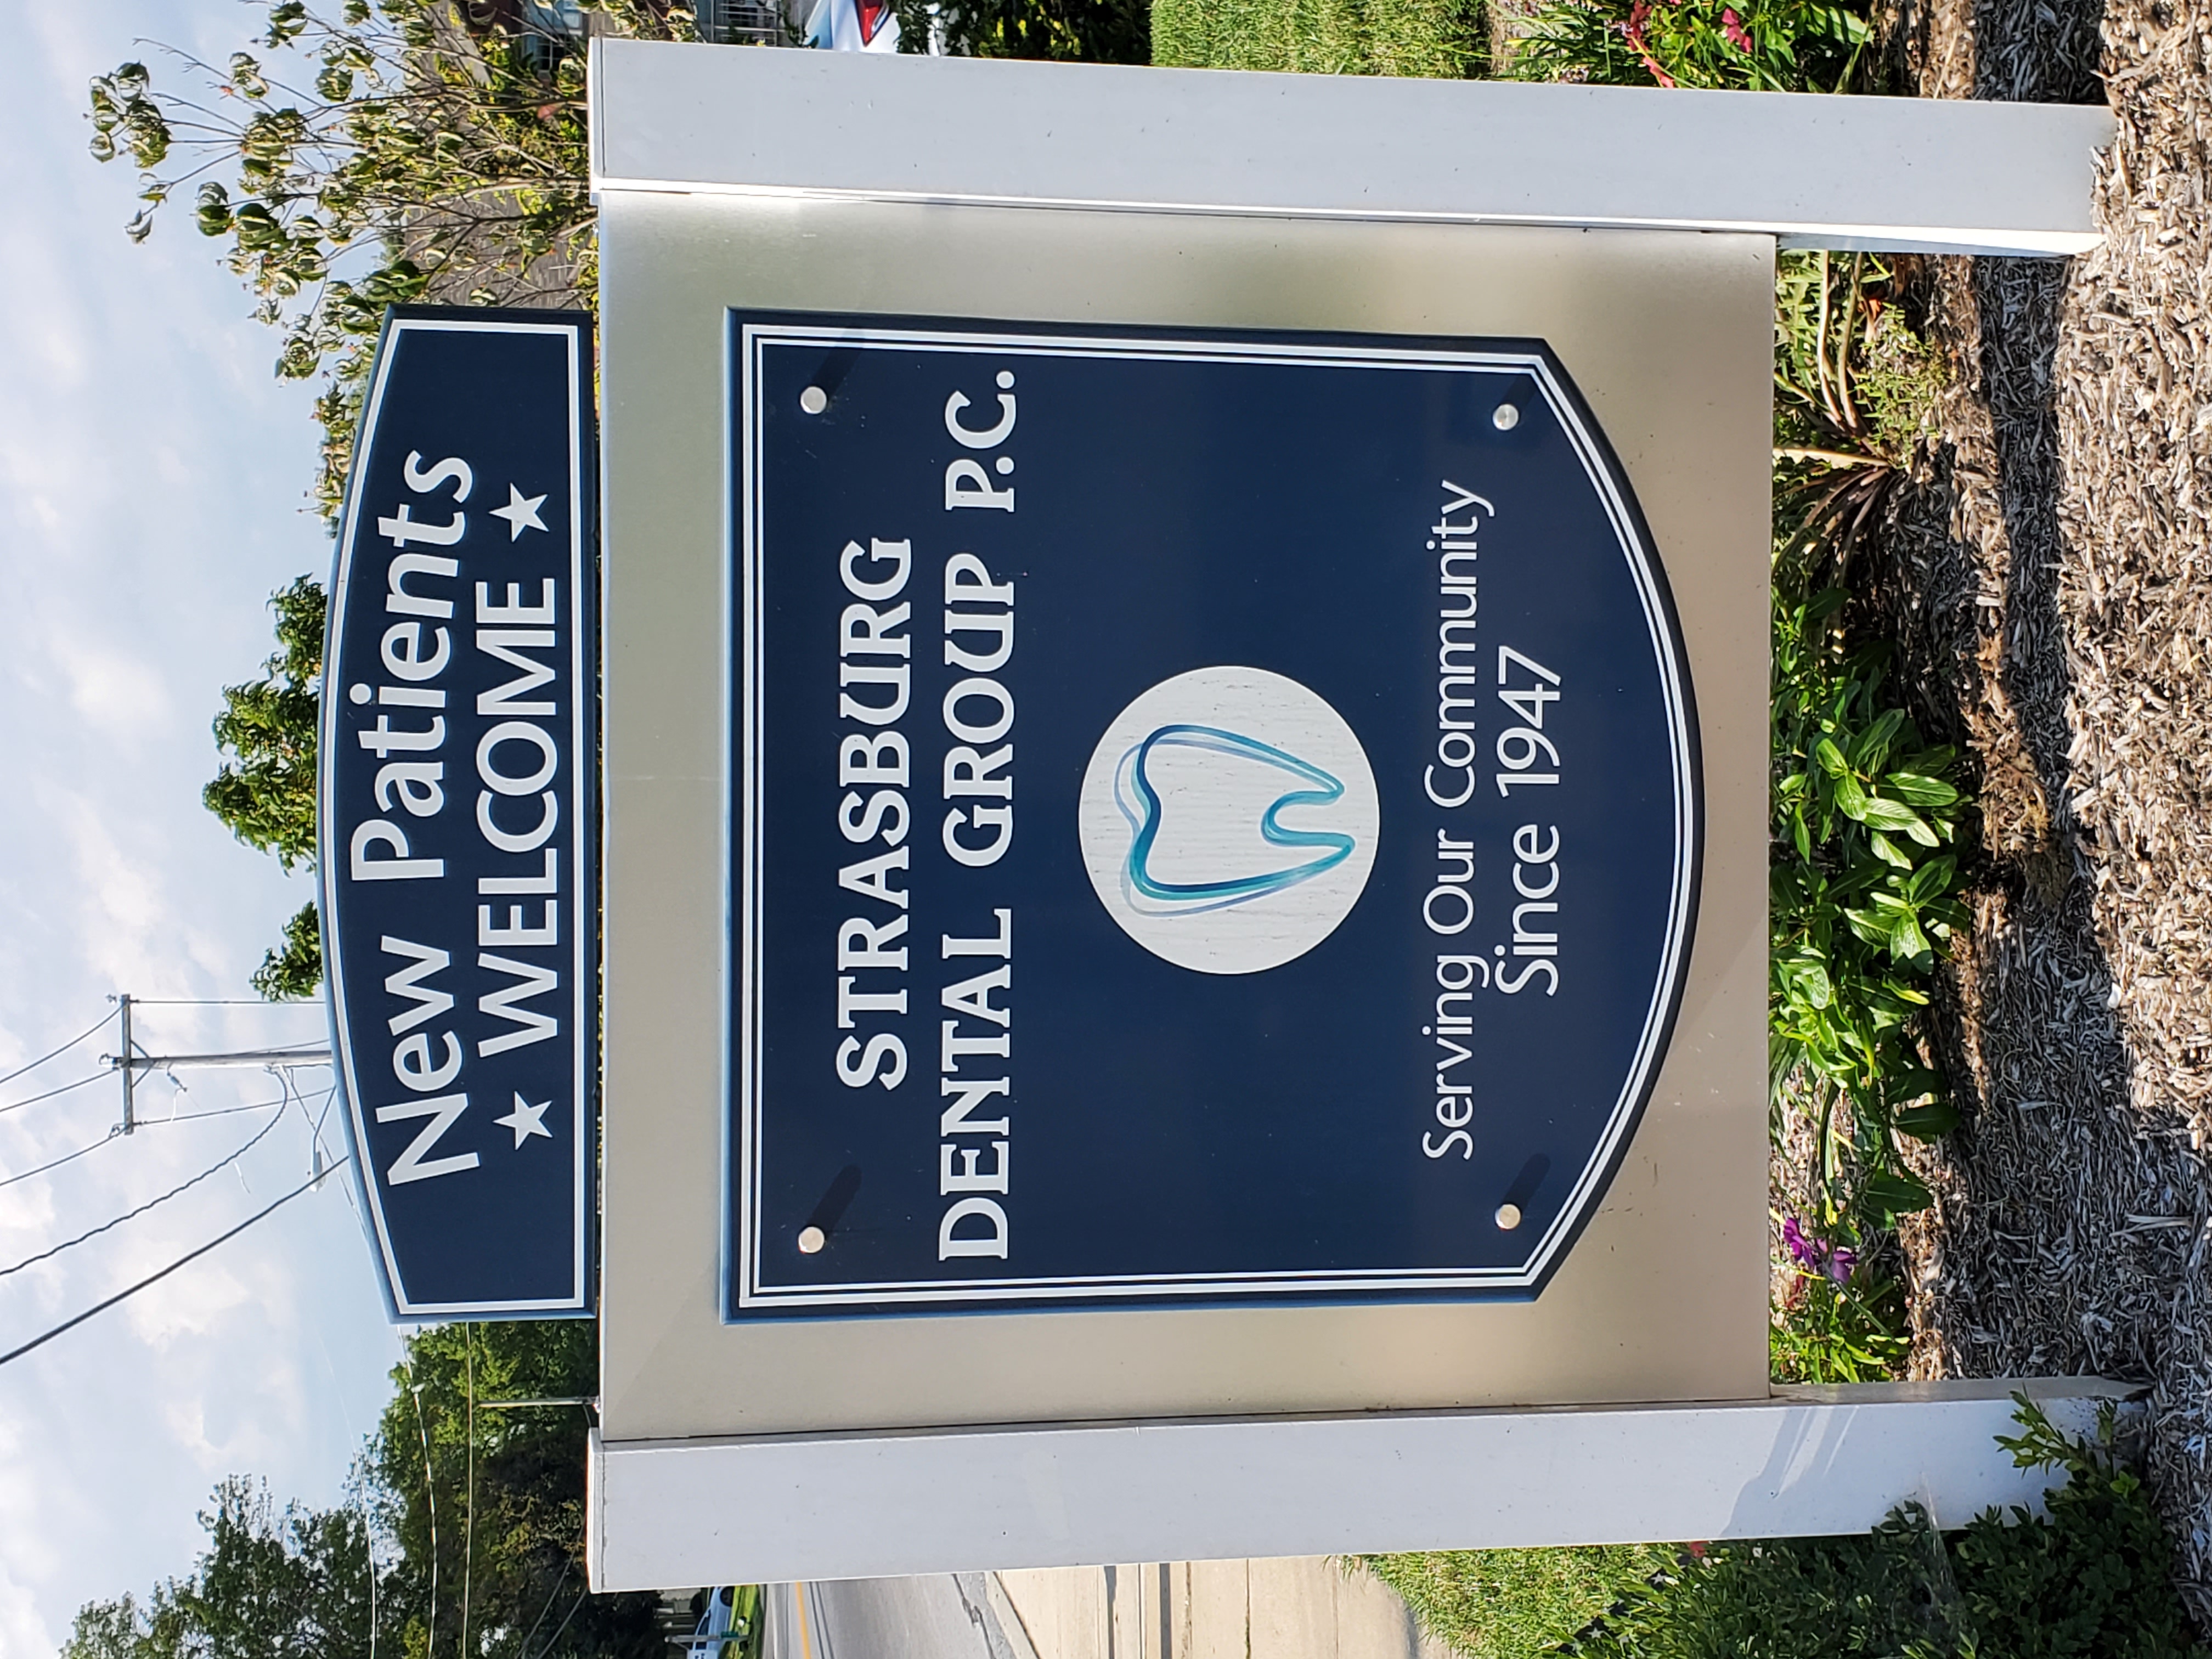 New Patients
★ WELCOME ★
STRASBURG
DENTAL GROUP P.C.
Serving Our Community
Since 1947